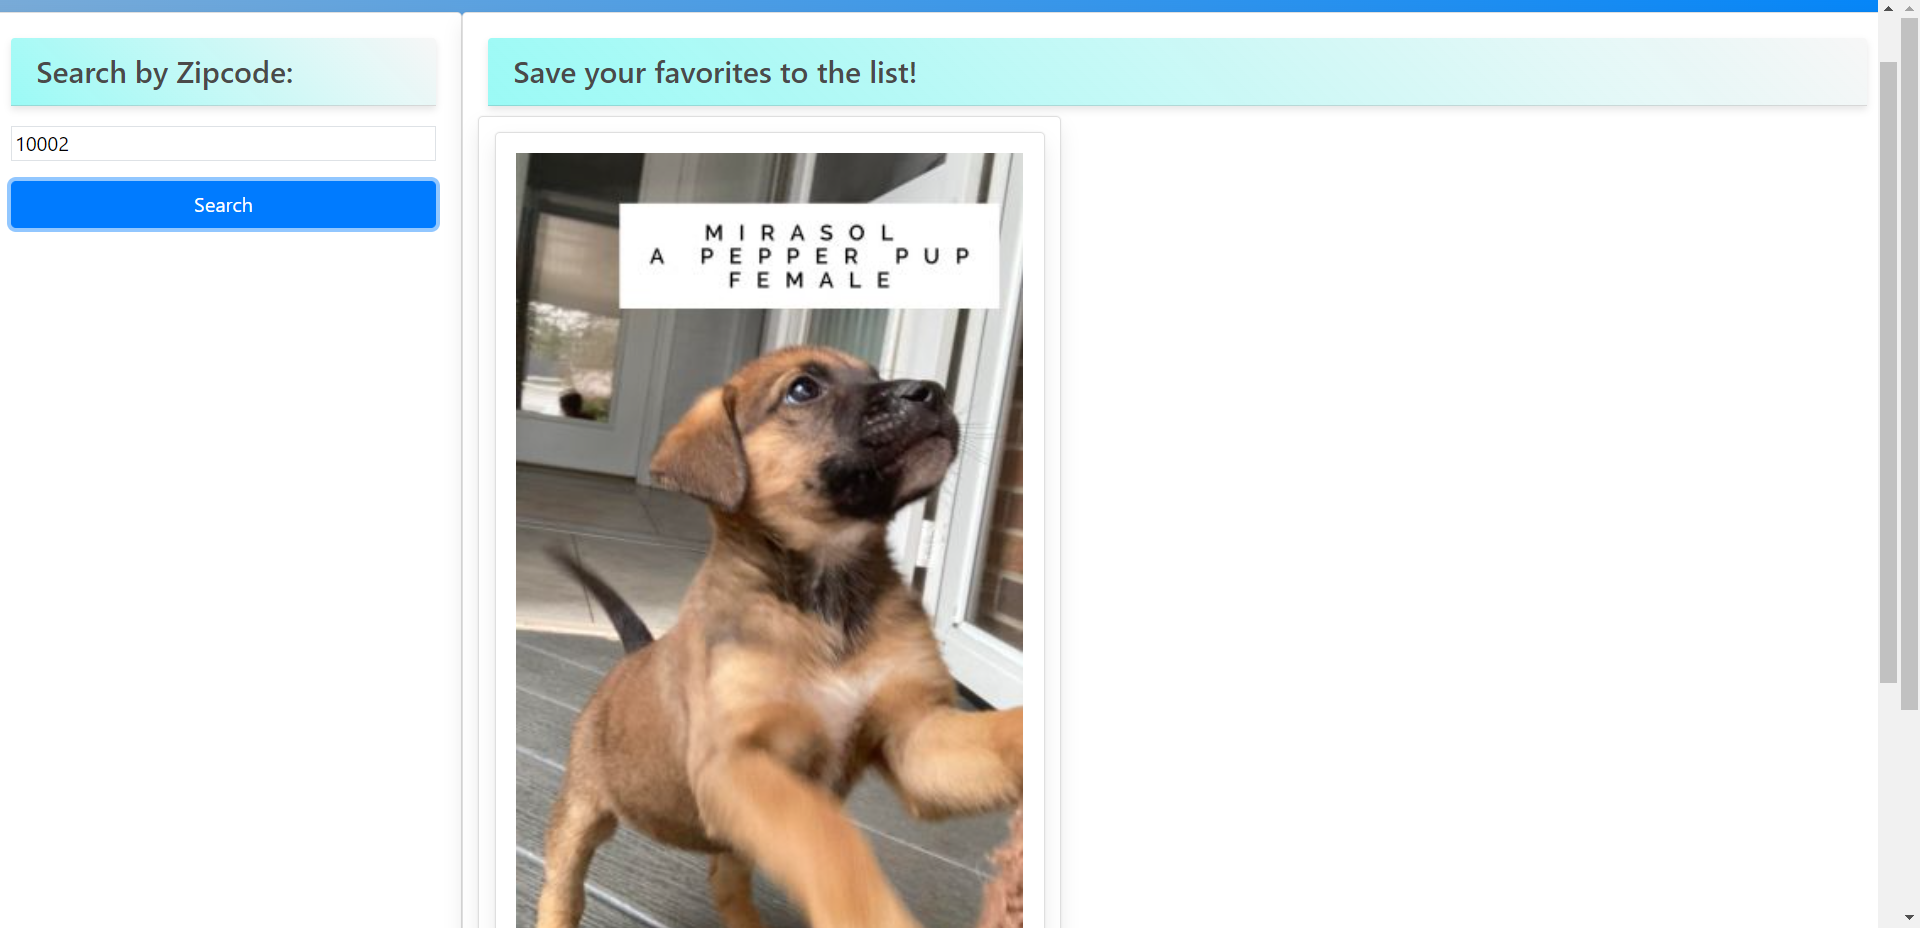 Search by Zipcode:
10002
Search
Save your favorites to the list!
MIRASOL
A PEPPER PUP
FEMALE